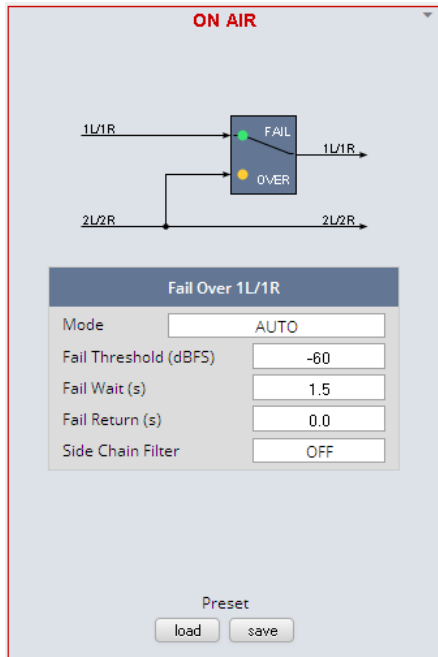 ON AIR
1L/1R
FAIL
1L/1R
OVER
2L/2R
2L/2R
Fail Over 1L/1R
Mode AUTO
Fail Threshold (dBFS) -60
Fail Wait (s) 1.5
Fail Return (s) 0.0
Side Chain Filter OFF
Preset
load save